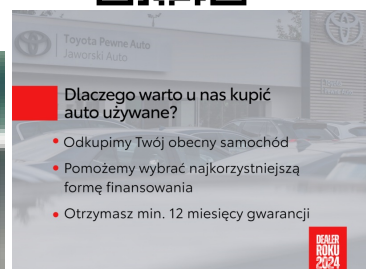 Toyota Pewne Auto
Jaworski Auto
Dlaczego warto u nas kupić
auto używane?
• Odkupimy Twój obecny samochód
• Pomożemy wybrać najkorzystniejszą
formę finansowania
• Otrzymasz min. 12 miesięcy gwarancji
DEALER
ROKU
2024